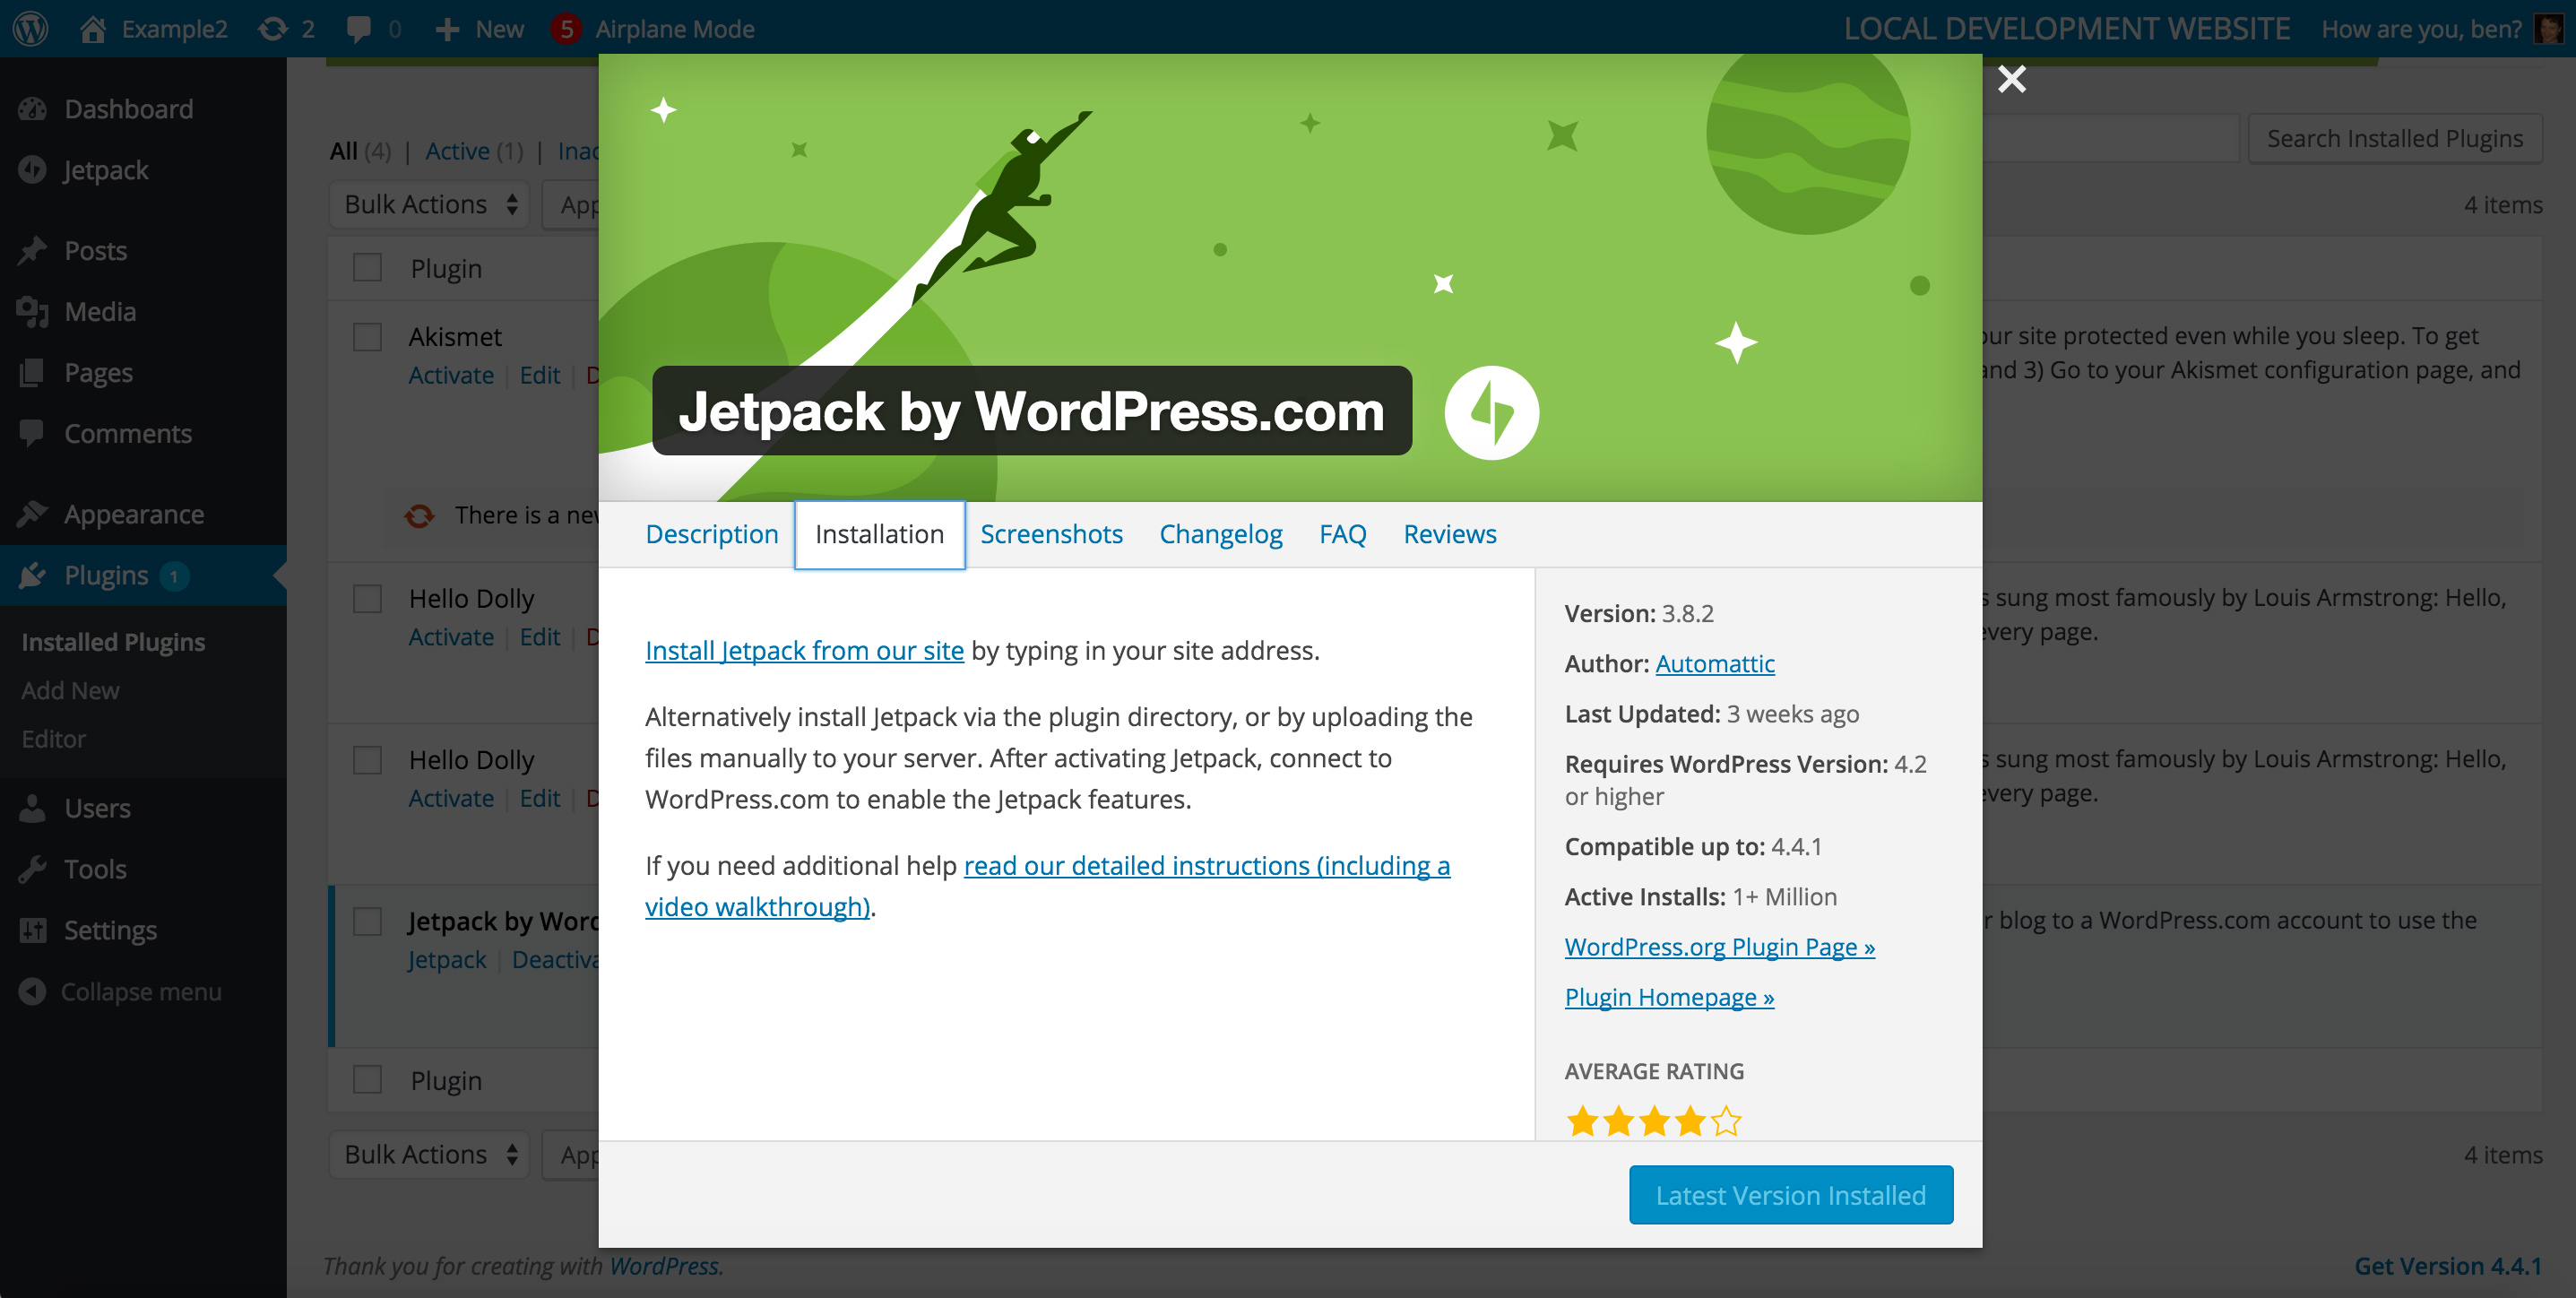 Example2 2 0 New 5 Airplane Mode LOCAL DEVELOPMENT WEBSITE How are you, ben?
Dashboard
Jetpack
Posts
Media
Pages
Comments
Appearance
Plugins 1
Installed Plugins
Add New
Editor
Users
Tools
Settings
Collapse menu
All (4) | Active (1) |
Search Installed Plugins
Bulk Actions
4 items
Plugin
Akismet
Activate | Edit |
our site protected even while you sleep. To get
and 3) Go to your Akismet configuration page, and
There is a new
Hello Dolly
Activate | Edit |
s sung most famously by Louis Armstrong: Hello,
every page.
Hello Dolly
Activate | Edit |
s sung most famously by Louis Armstrong: Hello,
every page.
Jetpack by Word
Jetpack | Deactiva
r blog to a WordPress.com account to use the
Plugin
Bulk Actions
4 items
Thank you for creating with WordPress.
Get Version 4.4.1
Jetpack by WordPress.com
Description Installation Screenshots Changelog FAQ Reviews
Install Jetpack from our site by typing in your site address.
Alternatively install Jetpack via the plugin directory, or by uploading the
files manually to your server. After activating Jetpack, connect to
WordPress.com to enable the Jetpack features.
If you need additional help read our detailed instructions (including a
video walkthrough).
Version: 3.8.2
Author: Automattic
Last Updated: 3 weeks ago
Requires WordPress Version: 4.2
or higher
Compatible up to: 4.4.1
Active Installs: 1+ Million
WordPress.org Plugin Page »
Plugin Homepage »
AVERAGE RATING
Latest Version Installed